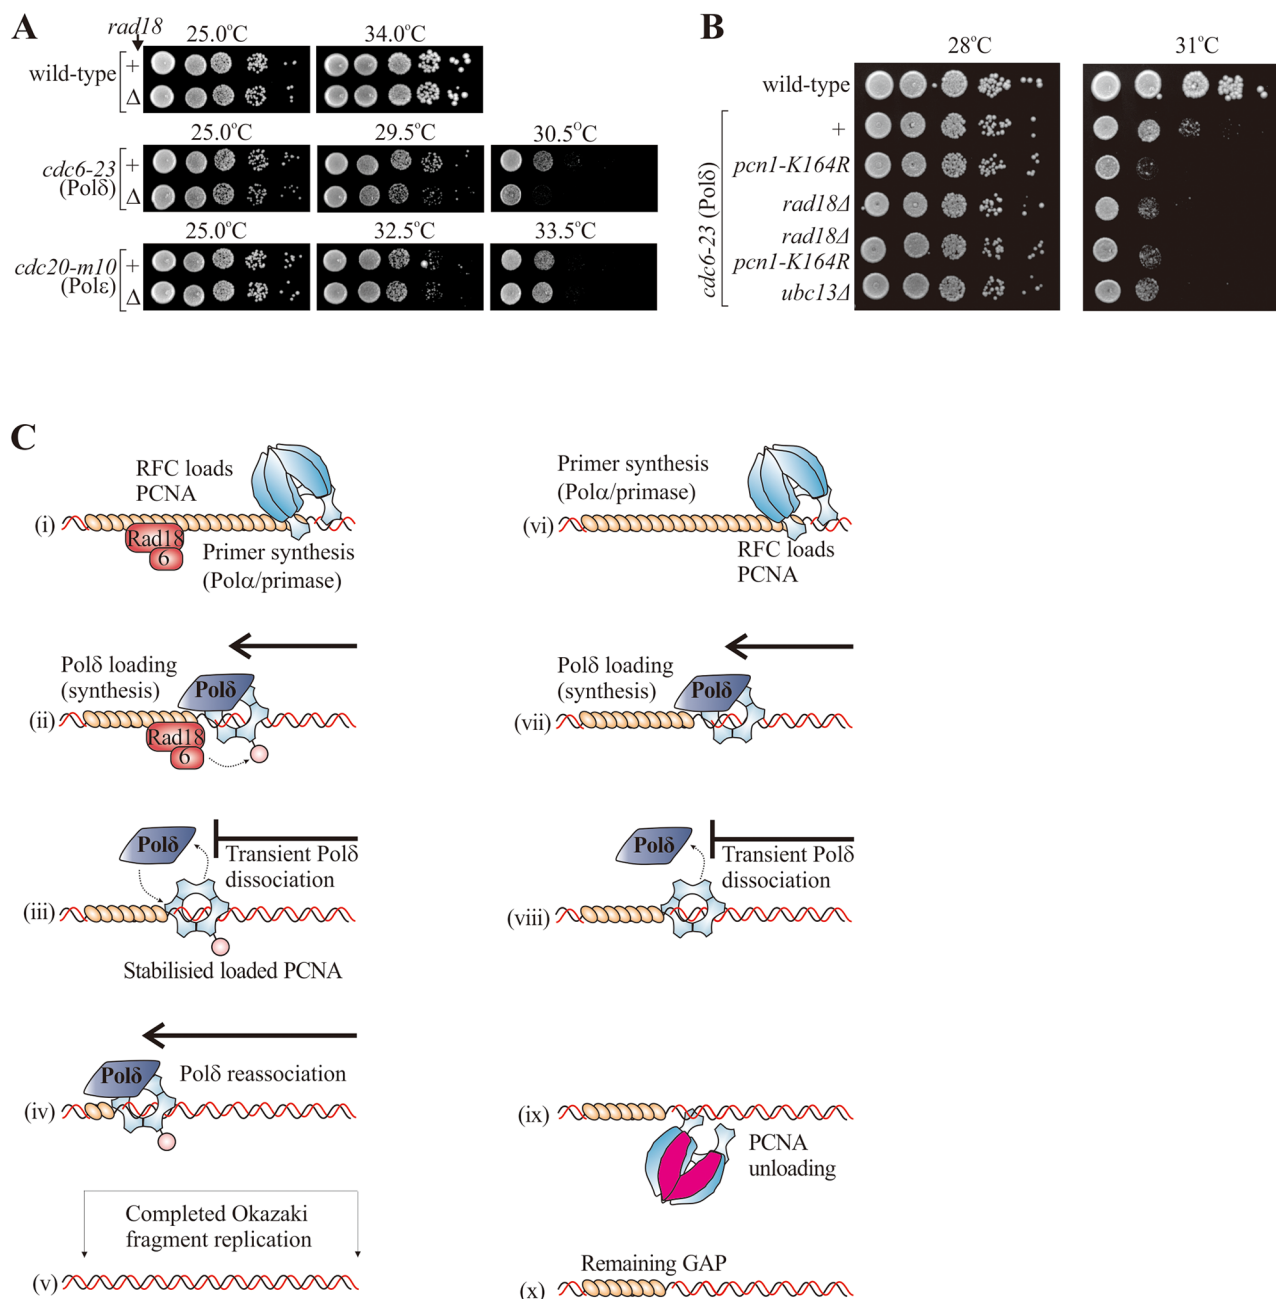 A
rad18
25.0°C
34.0°C
wild-type
+
Δ
25.0°C
29.5°C
30.5°C
cdc6-23
(Polδ)
+
Δ
25.0°C
32.5°C
33.5°C
cdc20-m10
(Polε)
+
Δ
B
28°C
31°C
wild-type
cdc6-23 (Polδ)
+
pcn1-K164R
rad18Δ
rad18Δ
pcn1-K164R
ubc13Δ
C
RFC loads
PCNA
(i)
Rad18
6
Primer synthesis
(Polα/primase)
Polδ loading
(synthesis)
Polδ
(ii)
Rad18
6
Polδ
Transient Polδ
dissociation
(iii)
Stabilisied loaded PCNA
Polδ
Polδ reassociation
(iv)
Completed Okazaki
fragment replication
(v)
Primer synthesis
(Polα/primase)
(vi)
RFC loads
PCNA
Polδ loading
(synthesis)
Polδ
(vii)
Polδ
Transient Polδ
dissociation
(viii)
(ix)
PCNA
unloading
Remaining GAP
(x)